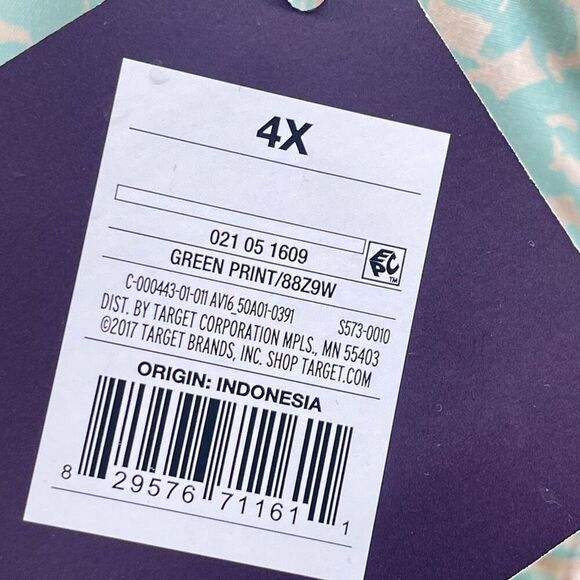 4X
021 05 1609
GREEN PRINT/88Z9W
EPC™
C-000443-01-011 AV16_50A01-0391 S573-0010
DIST. BY TARGET CORPORATION MPLS., MN 55403
©2017 TARGET BRANDS, INC. SHOP TARGET.COM
ORIGIN: INDONESIA
8 29576 71161 1